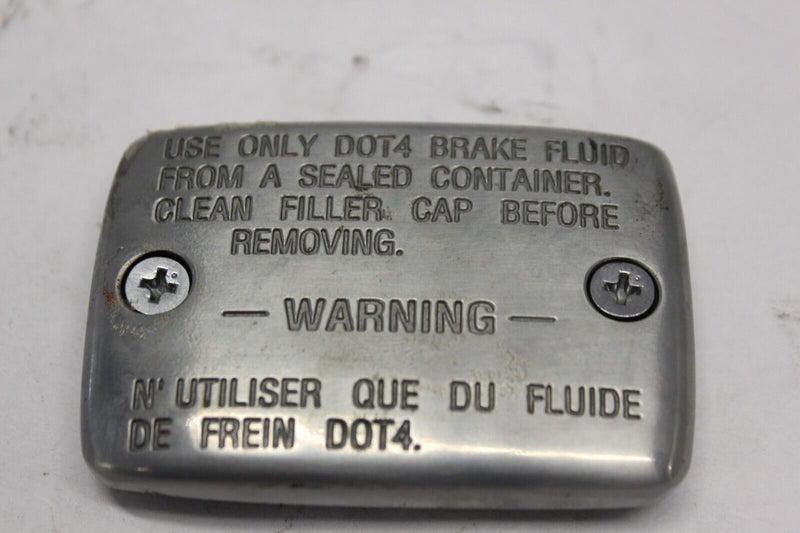 USE ONLY DOT4 BRAKE FLUID
FROM A SEALED CONTAINER.
CLEAN FILLER CAP BEFORE
REMOVING.
— WARNING —
N' UTILISER QUE DU FLUIDE
DE FREIN DOT4.